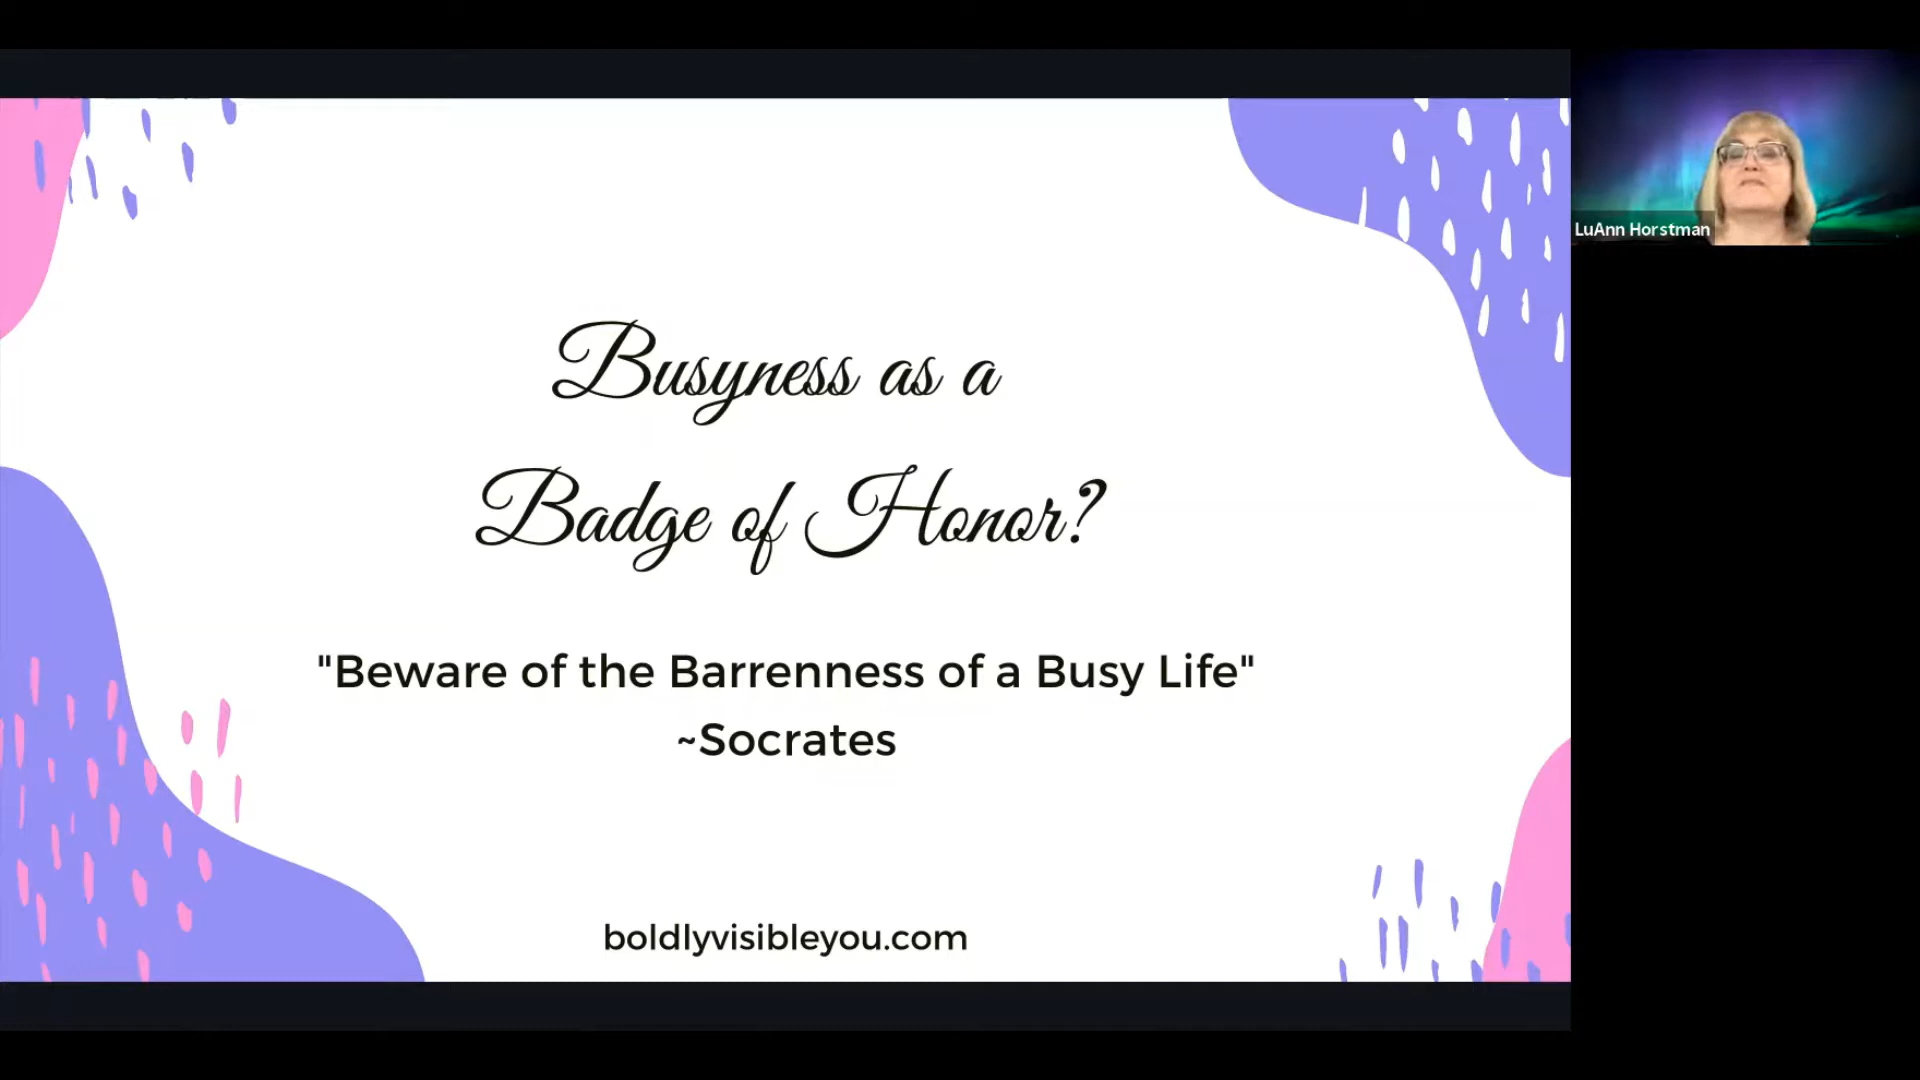 Busyness as a
Badge of Honor?
"Beware of the Barrenness of a Busy Life"
~Socrates
boldlyvisibleyou.com
LuAnn Horstman